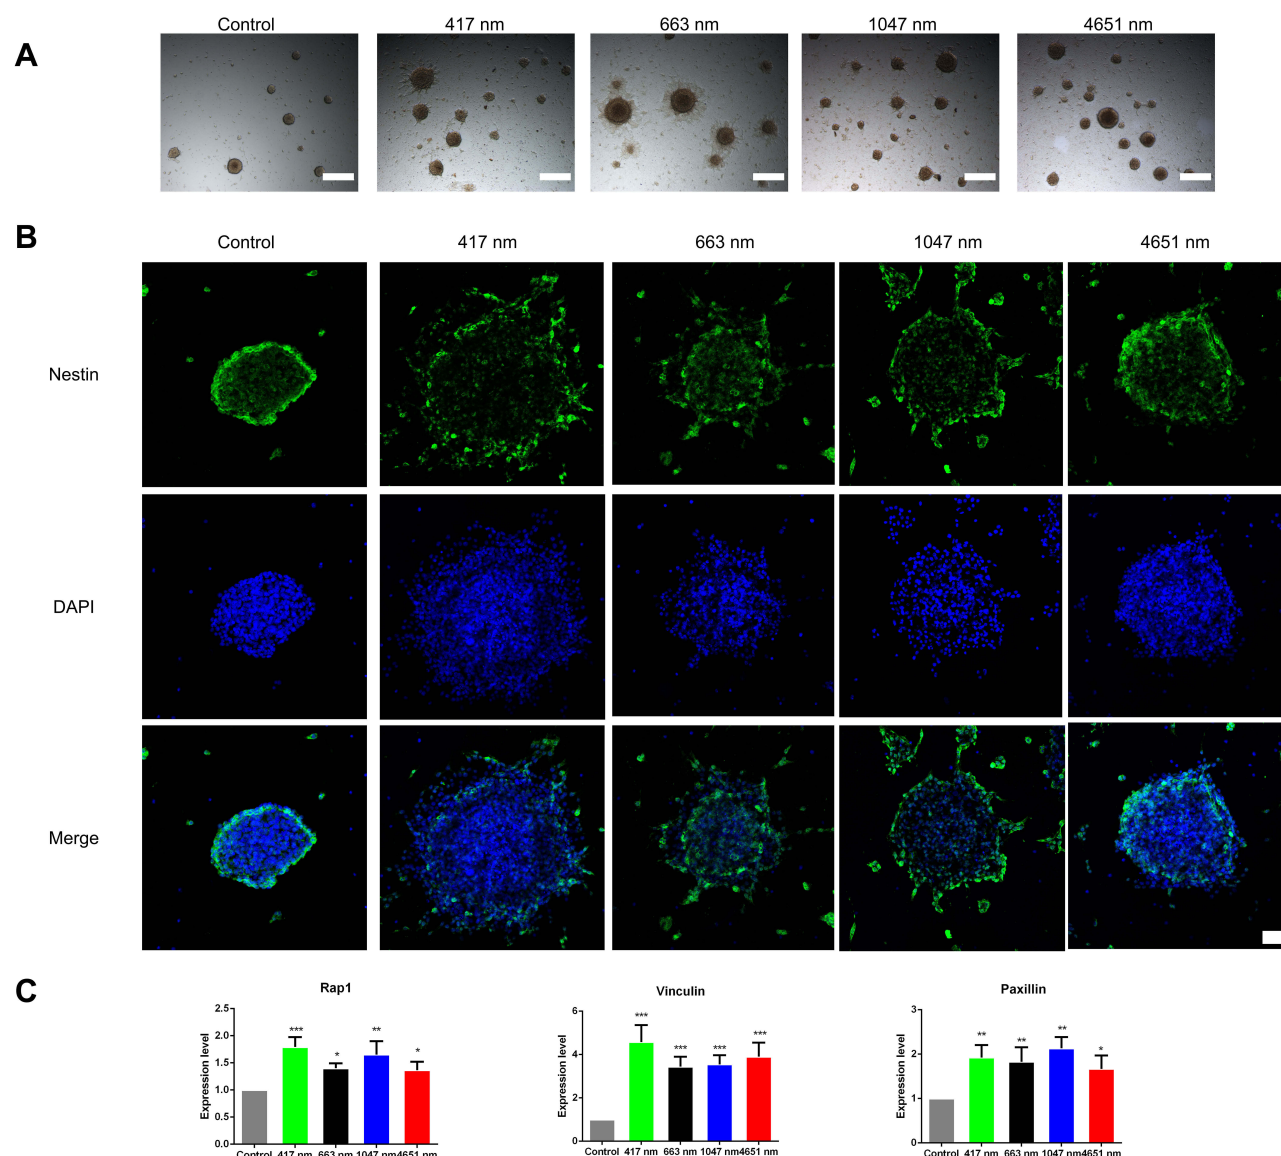 A
Control 417 nm 663 nm 1047 nm 4651 nm
B
Control 417 nm 663 nm 1047 nm 4651 nm
Nestin
DAPI
Merge
C
Rap1
Expression level
2.5
2.0
1.5
1.0
0.5
0.0
*** * ** *
Control 417 nm 663 nm 1047 nm 4651 nm
Vinculin
Expression level
6
4
2
0
*** *** *** ***
Control 417 nm 663 nm 1047 nm 4651 nm
Paxillin
Expression level
3
2
1
0
** ** ** *
Control 417 nm 663 nm 1047 nm 4651 nm